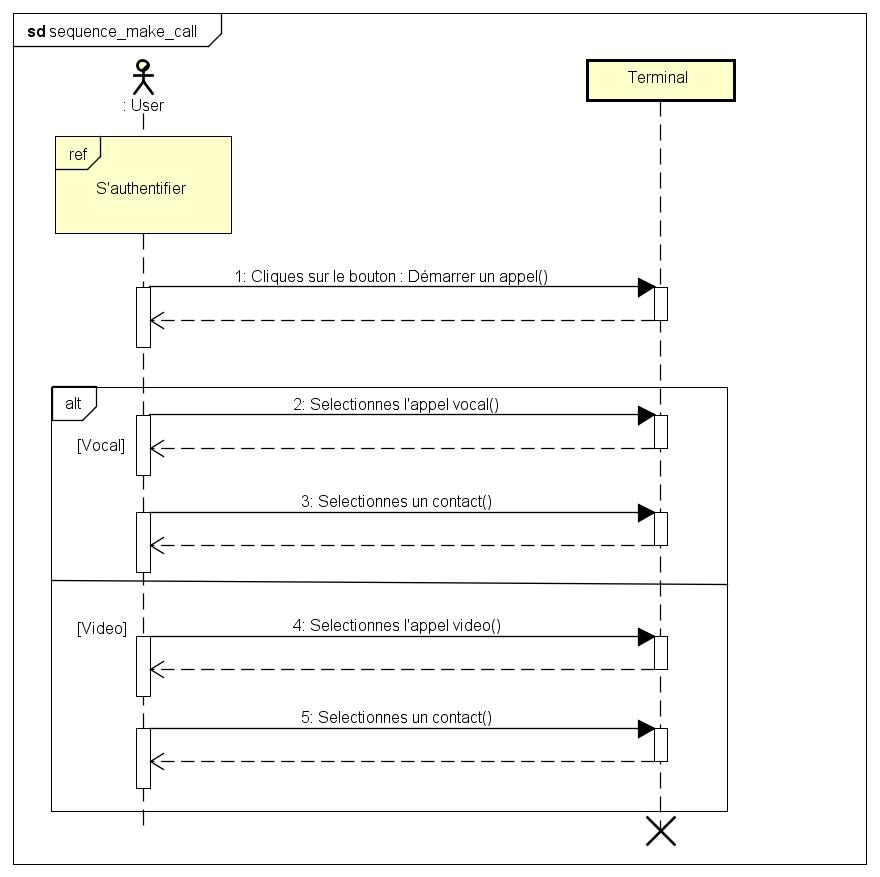 sd sequence_make_call
: User
Terminal
ref
S'authentifier
1: Cliques sur le bouton : Démarrer un appel()
alt
2: Selectionnes l'appel vocal()
[Vocal]
3: Selectionnes un contact()
4: Selectionnes l'appel video()
[Video]
5: Selectionnes un contact()